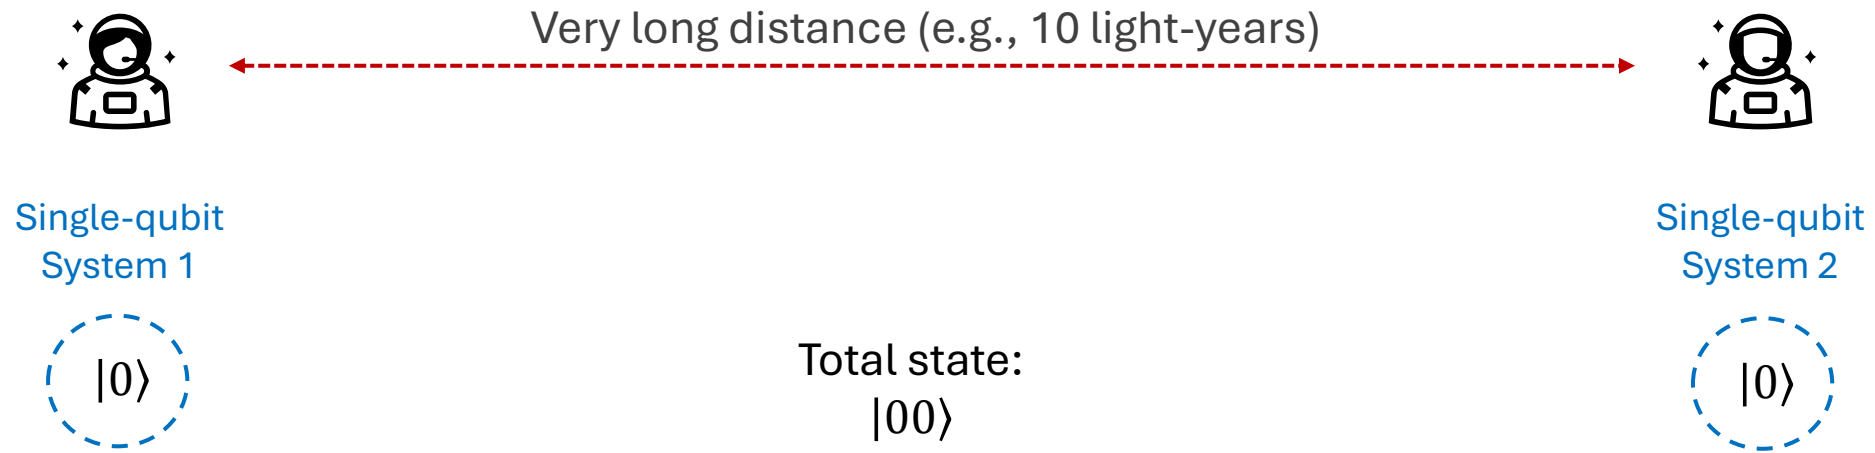 Very long distance (e.g., 10 light-years)
Single-qubit
System 1
Single-qubit
System 2
|0⟩
Total state:
|00⟩
|0⟩